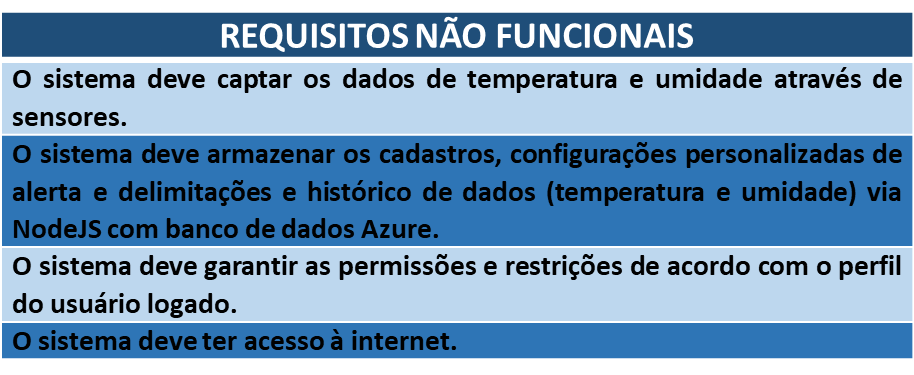 REQUISITOS NÃO FUNCIONAIS
O sistema deve captar os dados de temperatura e umidade através de
sensores.
O sistema deve armazenar os cadastros, configurações personalizadas de
alerta e delimitações e histórico de dados (temperatura e umidade) via
NodeJS com banco de dados Azure.
O sistema deve garantir as permissões e restrições de acordo com o perfil
do usuário logado.
O sistema deve ter acesso à internet.